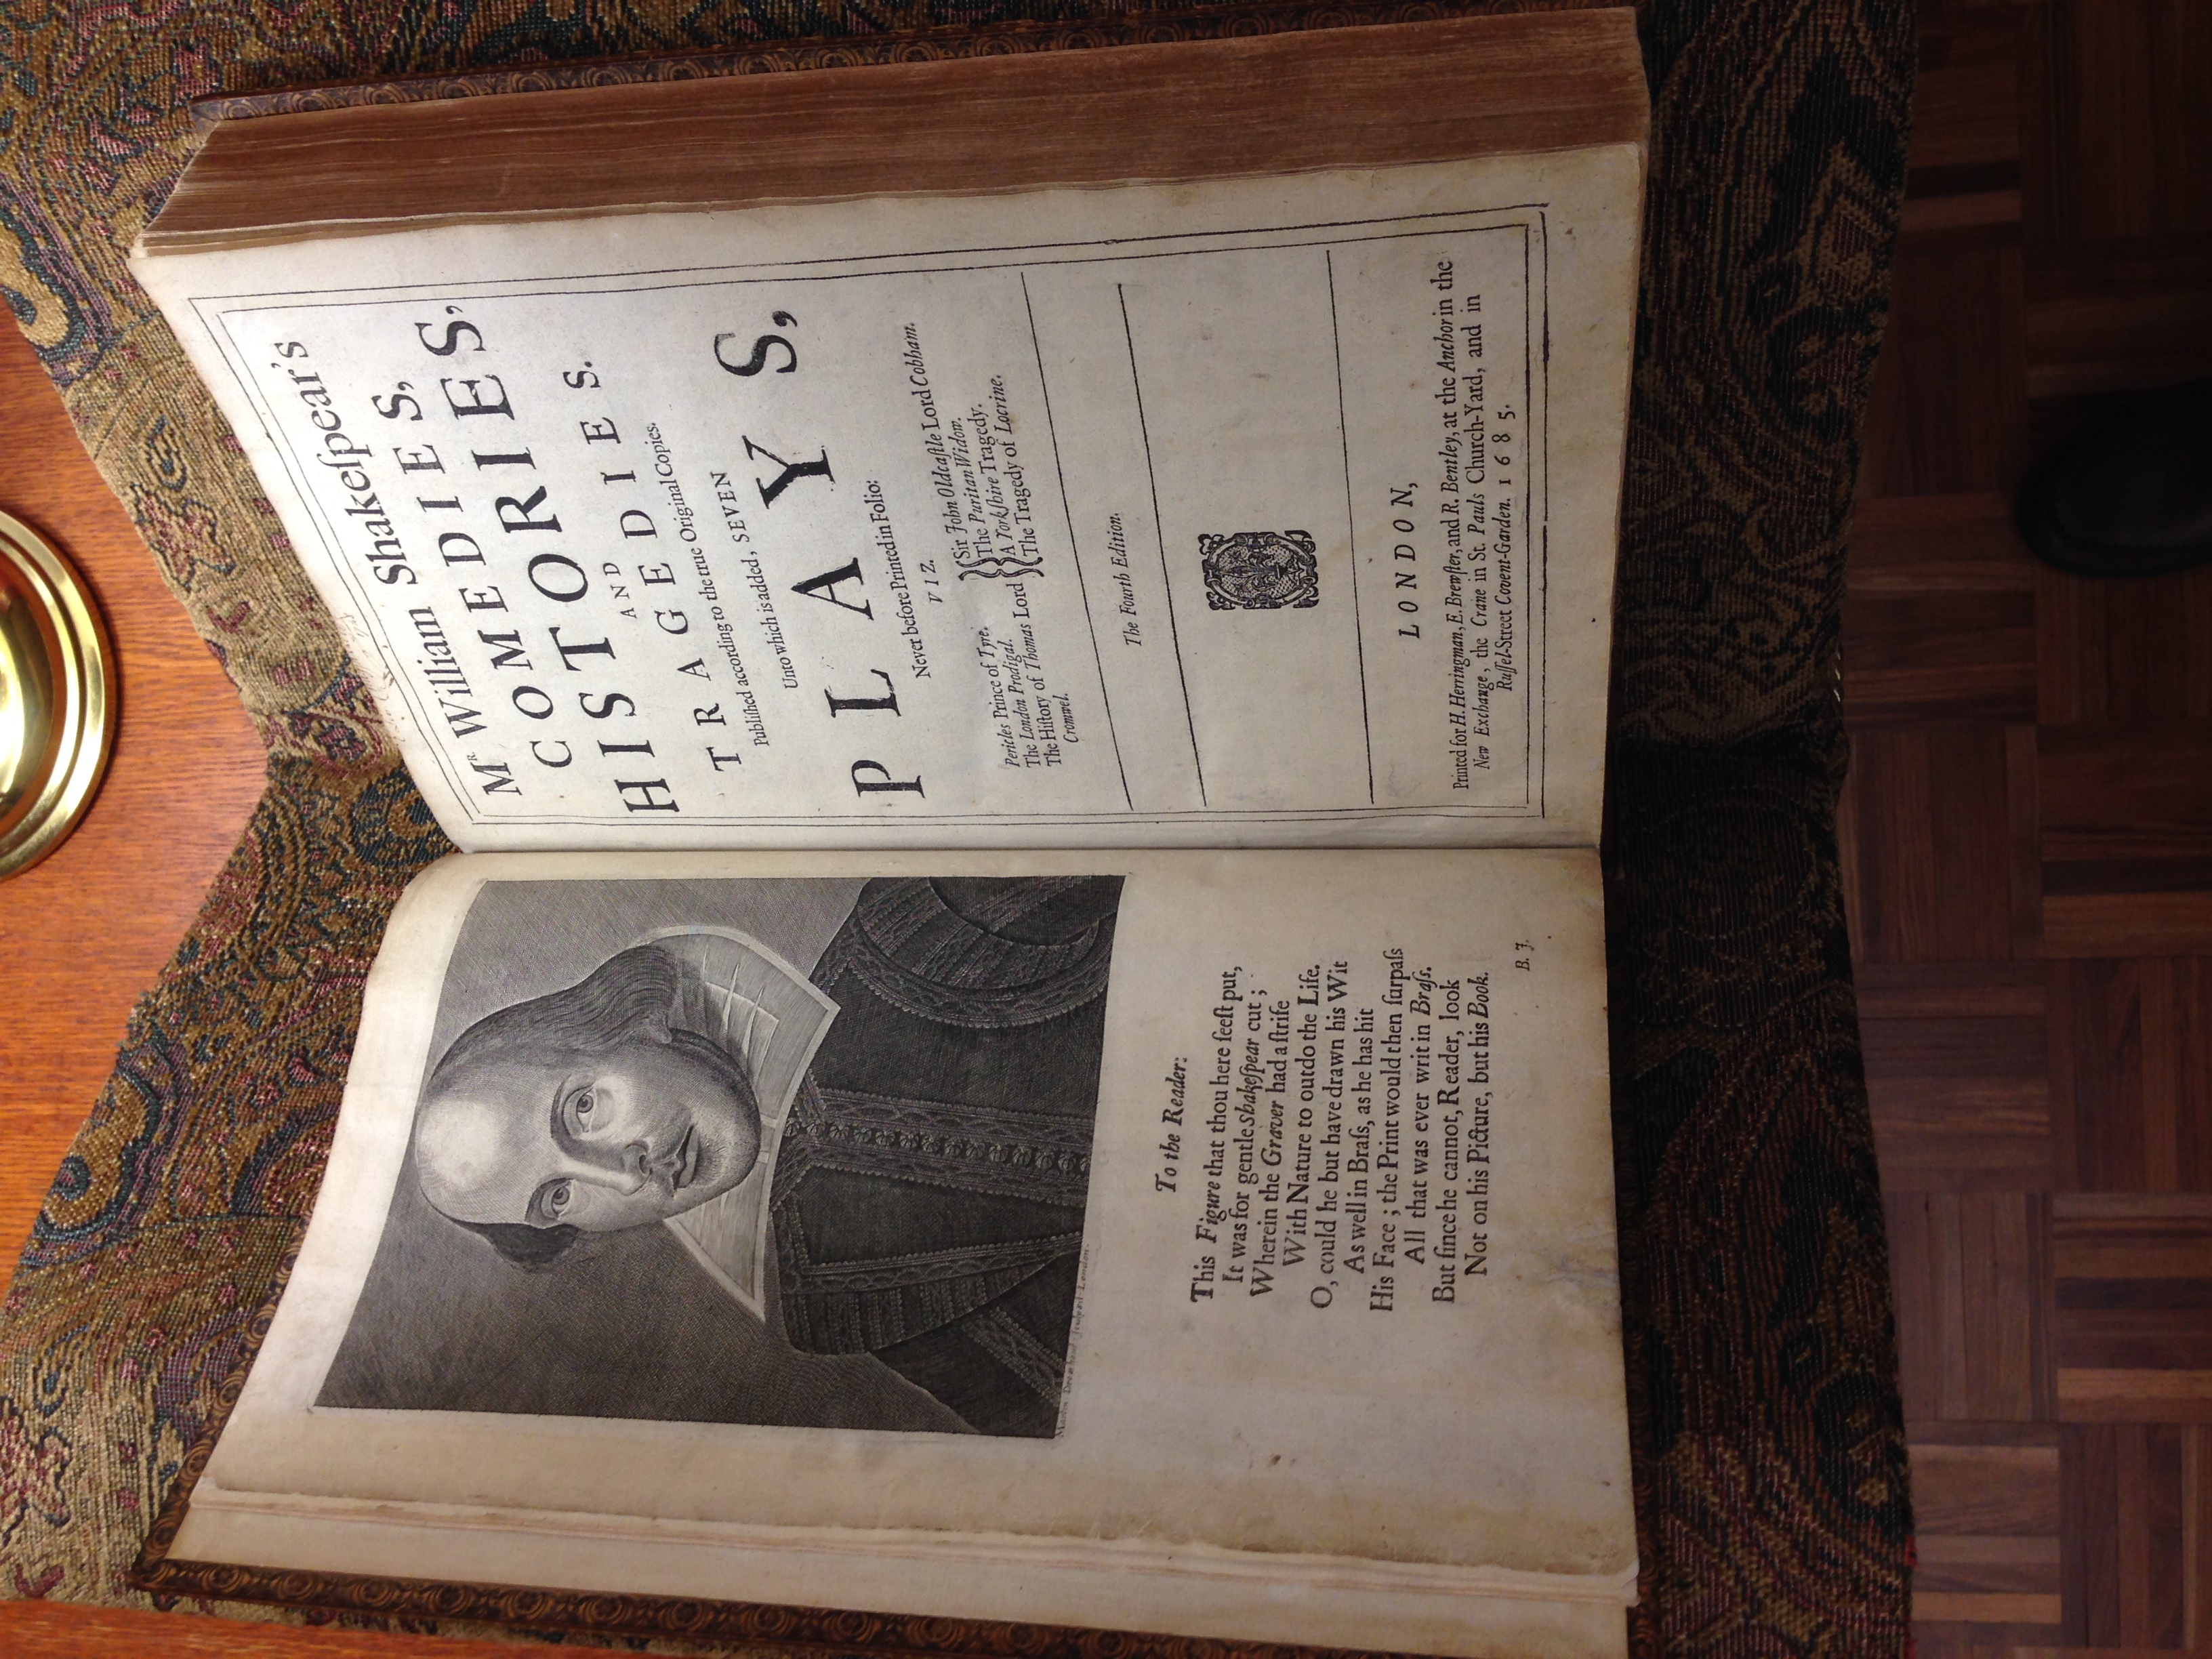 Martin Droeshout sculpsit London.
To the Reader:
This Figure that thou here ſeeſt put,
It was for gentle Shakeſpear cut;
Wherein the Graver had a ſtrife
With Nature to outdo the Life.
O, could he but have drawn his Wit
As well in Braſs, as he has hit
His Face; the Print would then ſurpaſs
All that was ever writ in Braſs.
But ſince he cannot, Reader, look
Not on his Picture, but his Book.
B. J.
Mr. William Shakeſpear's
COMEDIES,
HISTORIES,
AND
TRAGEDIES.
Publiſhed according to the true Original Copies.
Unto which is added, SEVEN
PLAYS,
Never before Printed in Folio:
VIZ.
Pericles Prince of Tyre.
The London Prodigal.
The Hiſtory of Thomas Lord
Cromwel.
Sir John Oldcaſtle Lord Cobham.
The Puritan Widow.
A Yorkſhire Tragedy.
The Tragedy of Locrine.
The Fourth Edition.
LONDON,
Printed for H. Herringman, E. Brewſter, and R. Bentley, at the Anchor in the
New Exchange, the Crane in St. Pauls Church-Yard, and in
Ruſſel-Street Covent-Garden. 1685.